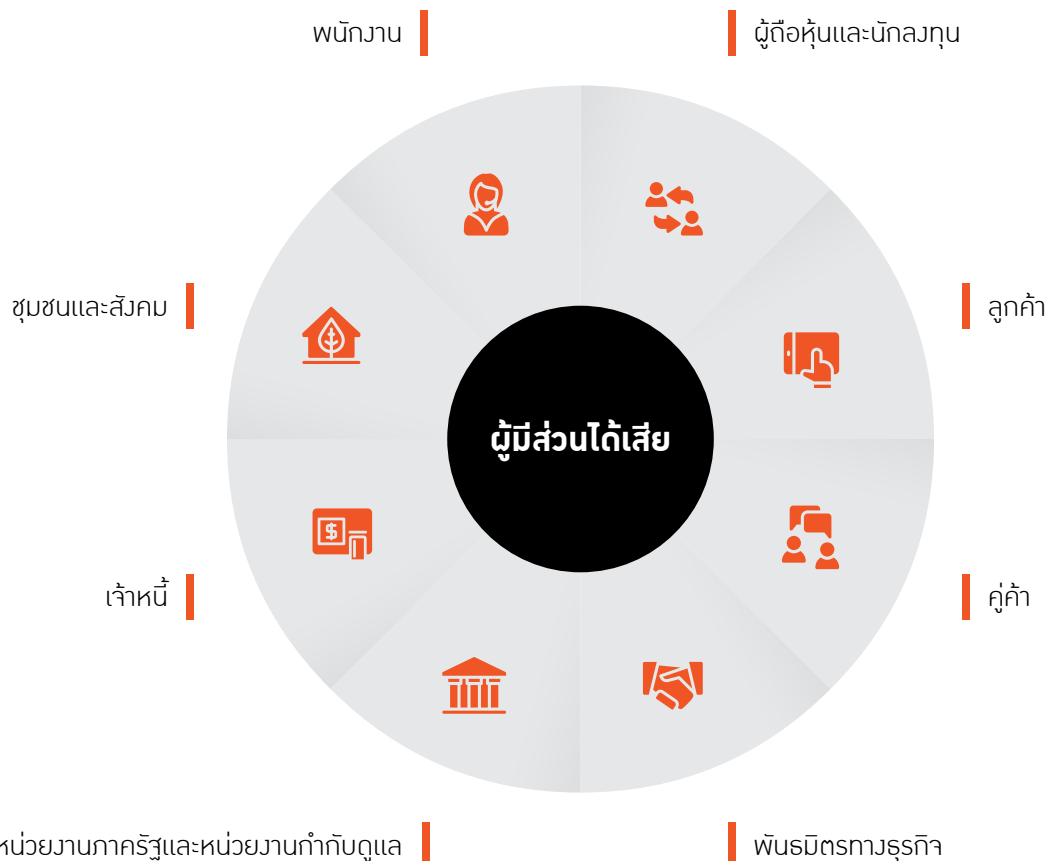 พนักงาน
ผู้ถือหุ้นและนักลงทุน
ชุมชนและสังคม
ลูกค้า
ผู้มีส่วนได้เสีย
$
เจ้าหนี้
คู่ค้า
หน่วยงานภาครัฐและหน่วยงานกำกับดูแล
พันธมิตรทางธุรกิจ